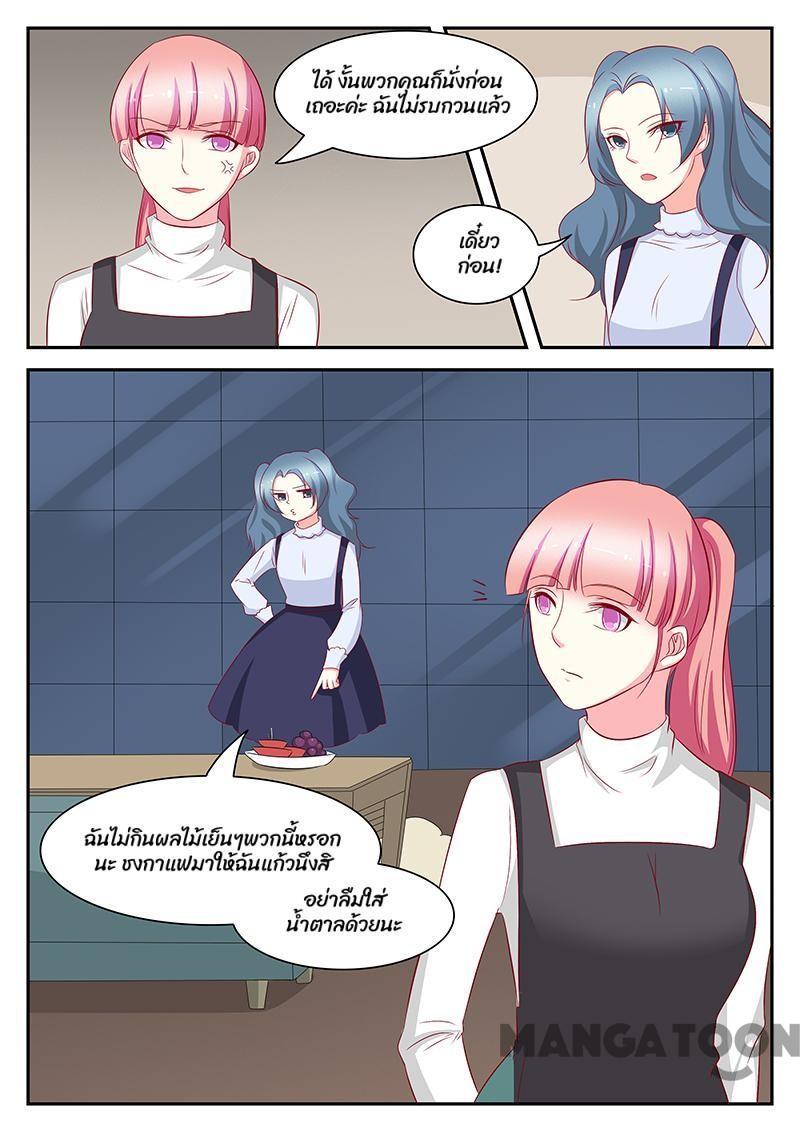 ได้ งั้นพวกคุณก็นั่งก่อน
เถอะค่ะ ฉันไม่รบกวนแล้ว
เดี๋ยว
ก่อน!
ฉันไม่กินผลไม้เย็นๆพวกนี้หรอก
นะ ชงกาแฟมาให้ฉันแก้วนึงสิ
อย่าลืมใส่
น้ำตาลด้วยนะ
MANGATOON